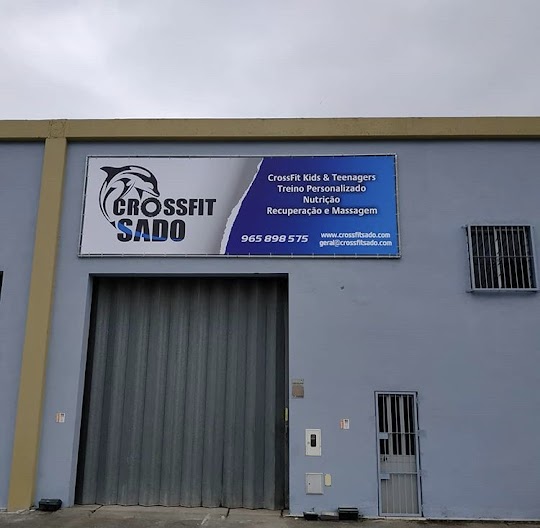 CROSSFIT
SADO
CrossFit Kids & Teenagers
Treino Personalizado
Nutrição
Recuperação e Massagem
965 898 575
www.crossfitsado.com
geral@crossfitsado.com